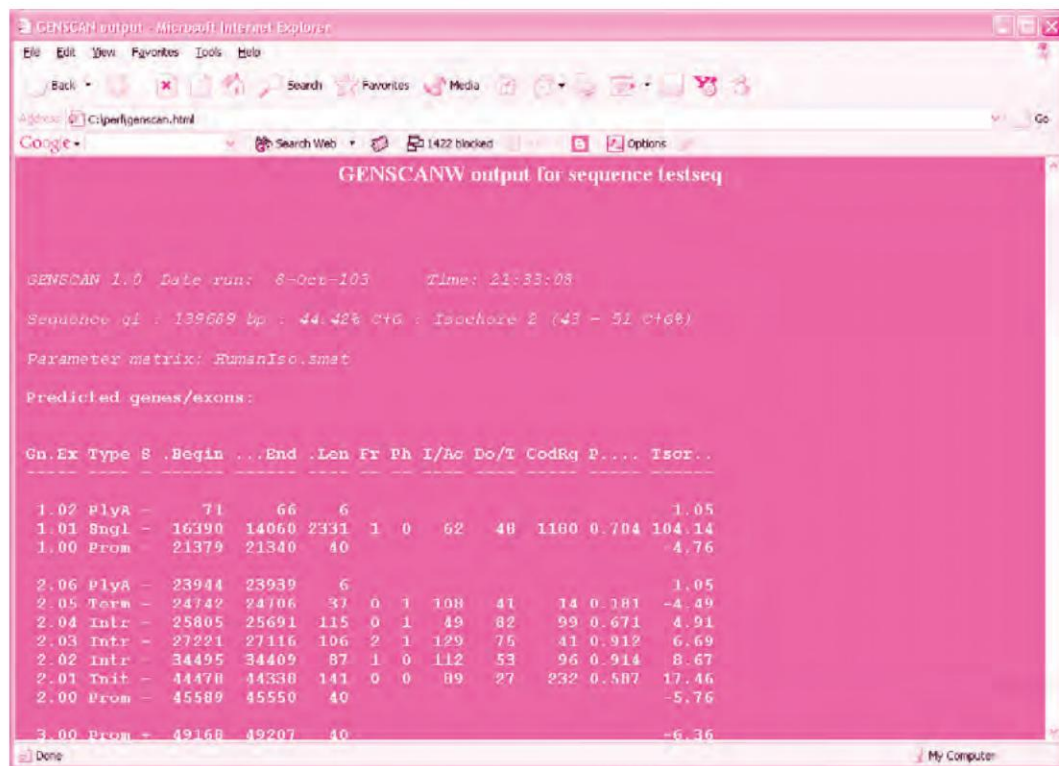 GENSCAN output - Microsoft Internet Explorer
File Edit View Favorites Tools Help
Back Search Favorites Media
Address C:\perl\genscan.html Go
Google Search Web 1422 blocked Options
GENSCANW output for sequence testseq
GENSCAN 1.0 Date run: 8-Oct-103 Time: 21:33:08
Sequence gi : 139689 bp : 44.42% C+G : Isochore 2 (43 - 51 C+G%)
Parameter matrix: HumanIso.smat
Predicted genes/exons:
Gn.Ex Type S .Begin ...End .Len Fr Ph I/Ac Do/T CodRg P.... Tscr..
----- ---- - ------ ------ ---- -- -- ---- ---- ----- ----- ------
1.02 PlyA - 71 66 6 1.05
1.01 Sngl - 16390 14060 2331 1 0 62 48 1180 0.704 104.14
1.00 Prom - 21379 21340 40 -4.76
2.06 PlyA - 23944 23939 6 1.05
2.05 Term - 24742 24706 37 0 1 108 41 14 0.181 -4.49
2.04 Intr - 25805 25691 115 0 1 49 82 99 0.671 4.91
2.03 Intr - 27221 27116 106 2 1 129 75 41 0.912 6.69
2.02 Intr - 34495 34409 87 1 0 112 53 96 0.914 8.67
2.01 Init - 44478 44338 141 0 0 89 27 232 0.587 17.46
2.00 Prom - 45589 45550 40 -5.76
3.00 Prom + 49168 49207 40 -6.36
Done My Computer